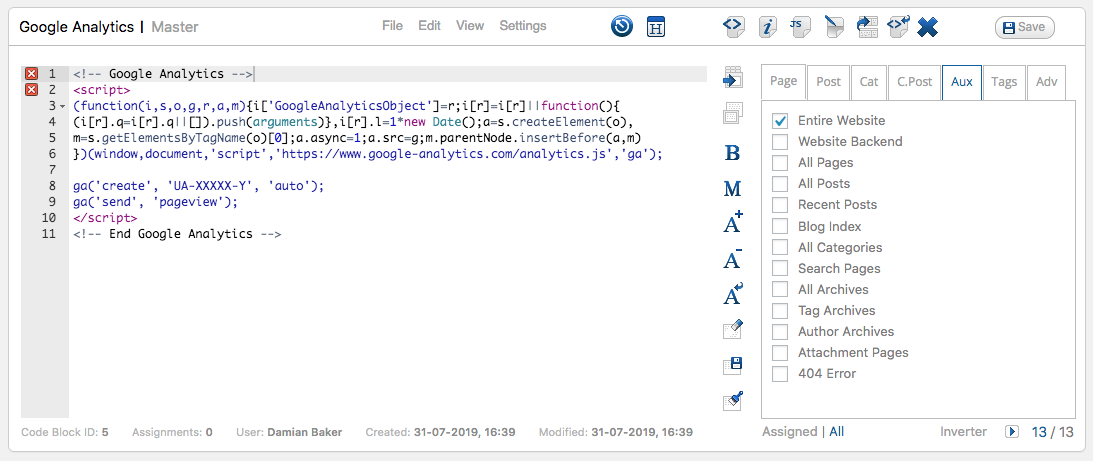 Google Analytics | Master
File Edit View Settings
H
JS
Save
1 <!-- Google Analytics -->
2 <script>
3 (function(i,s,o,g,r,a,m){i['GoogleAnalyticsObject']=r;i[r]=i[r]||function(){
4 (i[r].q=i[r].q||[]).push(arguments)},i[r].l=1*new Date();a=s.createElement(o),
5 m=s.getElementsByTagName(o)[0];a.async=1;a.src=g;m.parentNode.insertBefore(a,m)
6 })(window,document,'script','https://www.google-analytics.com/analytics.js','ga');
7
8 ga('create', 'UA-XXXXX-Y', 'auto');
9 ga('send', 'pageview');
10 </script>
11 <!-- End Google Analytics -->
B
M
A+
A-
A
Page Post Cat C.Post Aux Tags Adv
Entire Website
Website Backend
All Pages
All Posts
Recent Posts
Blog Index
All Categories
Search Pages
All Archives
Tag Archives
Author Archives
Attachment Pages
404 Error
Code Block ID: 5 Assignments: 0 User: Damian Baker Created: 31-07-2019, 16:39 Modified: 31-07-2019, 16:39
Assigned | All Inverter 13 / 13